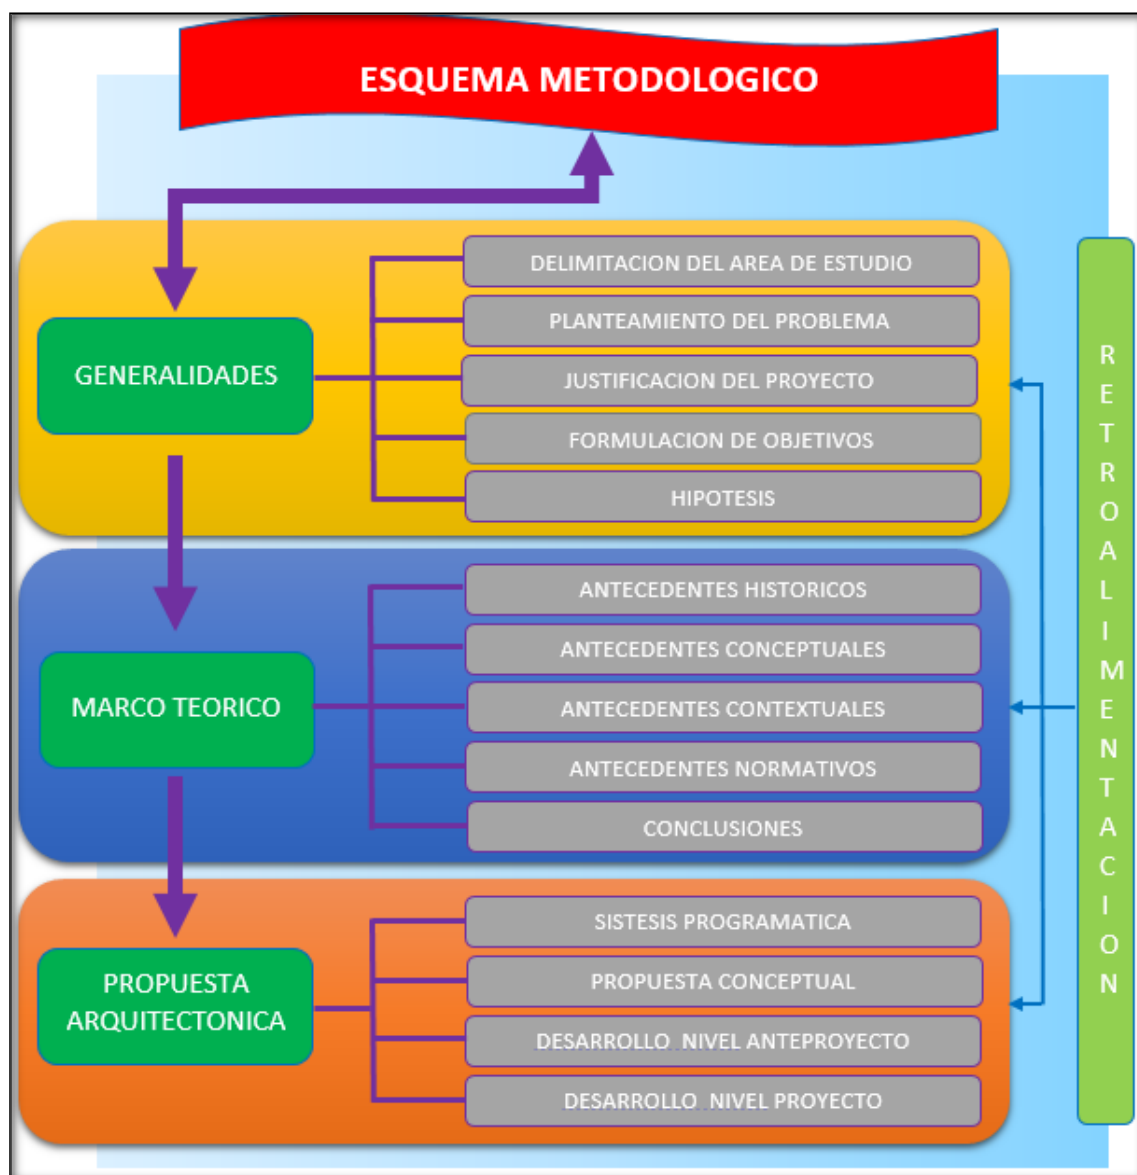 ESQUEMA METODOLOGICO
GENERALIDADES
DELIMITACION DEL AREA DE ESTUDIO
PLANTEAMIENTO DEL PROBLEMA
JUSTIFICACION DEL PROYECTO
FORMULACION DE OBJETIVOS
HIPOTESIS
MARCO TEORICO
ANTECEDENTES HISTORICOS
ANTECEDENTES CONCEPTUALES
ANTECEDENTES CONTEXTUALES
ANTECEDENTES NORMATIVOS
CONCLUSIONES
PROPUESTA
ARQUITECTONICA
SISTESIS PROGRAMATICA
PROPUESTA CONCEPTUAL
DESARROLLO NIVEL ANTEPROYECTO
DESARROLLO NIVEL PROYECTO
RETROALIMENTACION